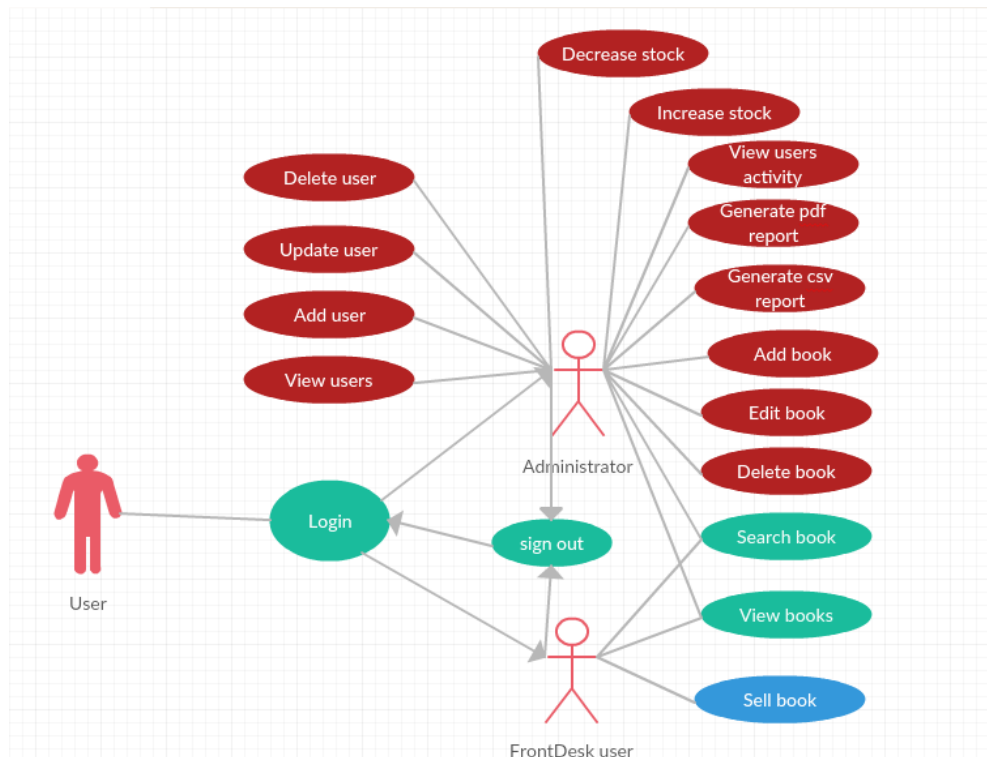 Decrease stock
Increase stock
View users
activity
Delete user
Generate pdf
report
Update user
Generate csv
report
Add user
Add book
View users
Edit book
Administrator
Delete book
Login
Search book
sign out
User
View books
Sell book
FrontDesk user